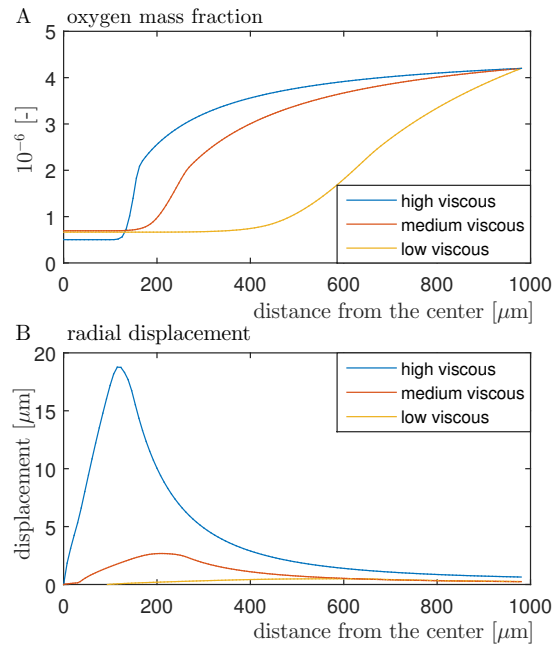 A oxygen mass fraction
5
4
3
2
1
0
10⁻⁶ [-]
high viscous
medium viscous
low viscous
0 200 400 600 800 1000
distance from the center [μm]
B radial displacement
20
15
10
5
0
displacement [μm]
high viscous
medium viscous
low viscous
0 200 400 600 800 1000
distance from the center [μm]